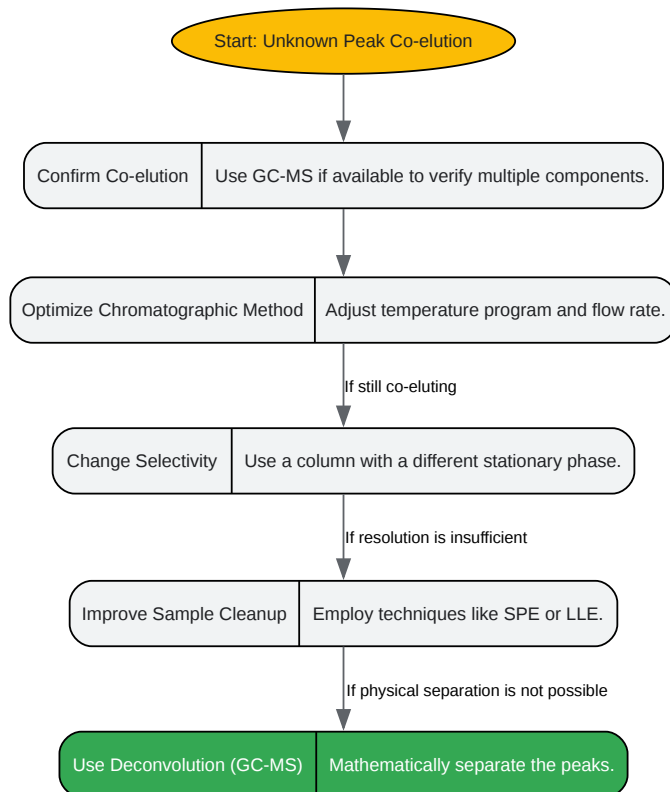 Start: Unknown Peak Co-elution
Confirm Co-elution
Use GC-MS if available to verify multiple components.
Optimize Chromatographic Method
Adjust temperature program and flow rate.
If still co-eluting
Change Selectivity
Use a column with a different stationary phase.
If resolution is insufficient
Improve Sample Cleanup
Employ techniques like SPE or LLE.
If physical separation is not possible
Use Deconvolution (GC-MS)
Mathematically separate the peaks.